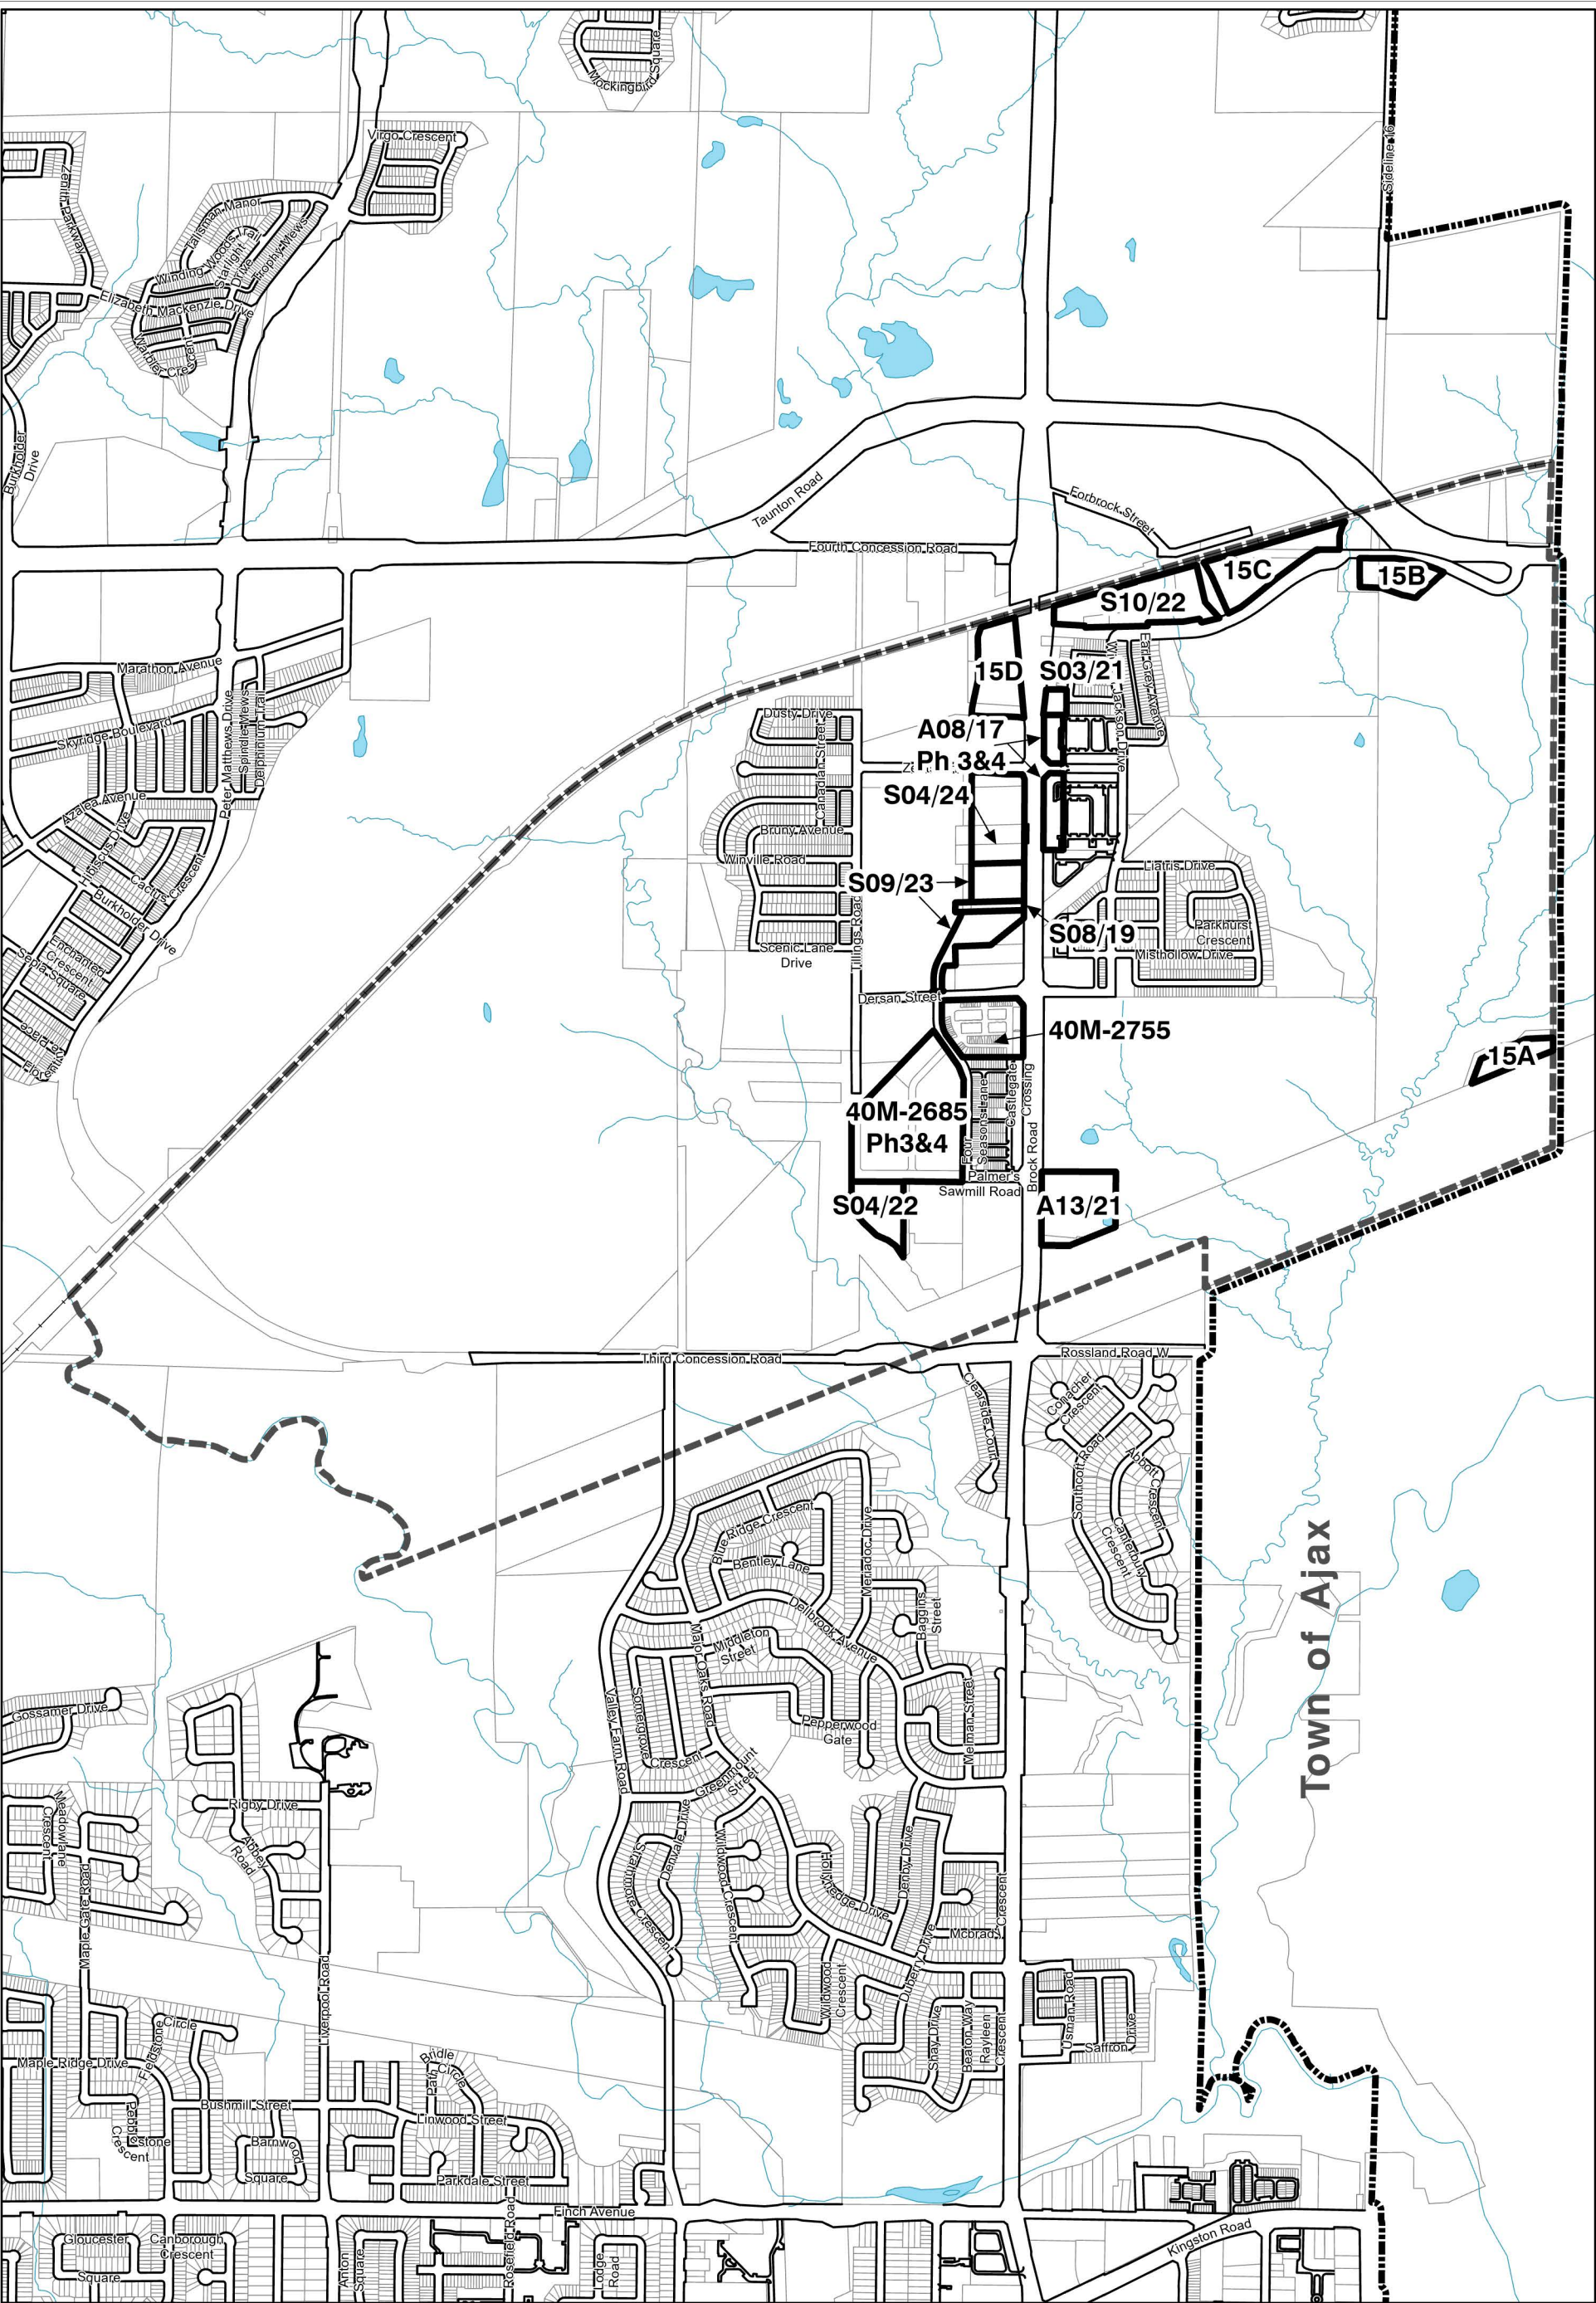 Mockingbird Square
Sideline 16
Virgo Crescent
Zenith Parkway
Talisman Manor
Winding Woods Trail
Starlight
Drive
Trophy Mews
Elizabeth Mackenzie Drive
Warbler Crescen
Burkholder
Drive
Taunton Road
Forbrock Street
Fourth Concession Road
15C
15B
S10/22
Earl Grey Avenue
Jackson Drive
Marathon Avenue
15D
S03/21
Peter Matthews Drive
Spindle Mews
Delphinium Trail
Skyridge Boulevard
Dusty Drive
Canadian Street
A08/17
Ph 3&4
S04/24
Azalea Avenue
Hibiscus Drive
Bruny Avenue
Winville Road
Liatris Drive
Cactus Crescent
S09/23
Burkholder Drive
Tillings Road
S08/19
Parkhurst
Crescent
Enchanted
Crescent
Sepia Square
Scenic Lane
Drive
Misthollow Drive
Dersan Street
Place
40M-2755
15A
Castlegate
Crossing
Four
Seasons Lane
40M-2685
Ph3&4
Brock Road
Palmer's
Sawmill Road
S04/22
A13/21
Third Concession Road
Rossland Road W
Clearside Court
Conacher
Crescent
Southcott Road
Abbott Crescent
Canterbury
Crescent
Blue Ridge Crescent
Meriadoc Drive
Bentley Lane
Town of Ajax
Dellbrook Avenue
Baggins
Street
Major Oaks Road
Middleton
Street
Valley Farm Road
Somergrove
Crescent
Melman Street
Gossamer Drive
Pepperwood
Gate
Greenmount
Street
Meadowlane
Crescent
Rigby Drive
Abbey
Road
Denvale Drive
Wildwood Crescent
Hollyhedge Drive
Denby Drive
Maple Gate Road
Mcbrady
Crescent
Liverpool Road
Duberry Drive
Wildwood
Crescent
Usman Road
Saffron
Drive
Fieldstone
Circle
Shay Drive
Beaton Way
Rayleen
Crescent
Maple Ridge Drive
Bridle
Path
Circle
Bushmill Street
Linwood Street
Pebblestone
Crescent
Barnwood
Square
Parkdale Street
Rosefield Road
Finch Avenue
Kingston Road
Gloucester
Square
Canborough
Crescent
Anton
Square
Lodge
Road